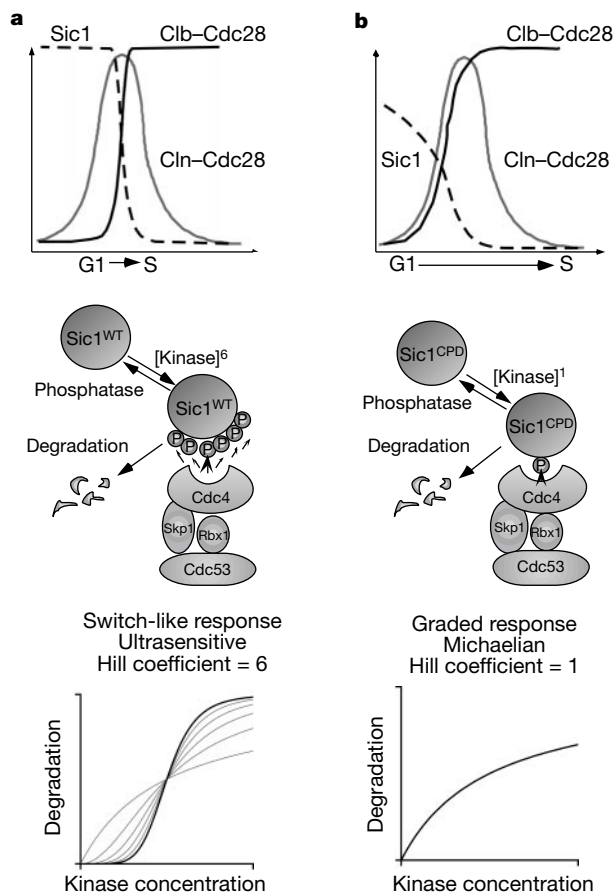 a
Sic1
Clb–Cdc28
Cln–Cdc28
G1
S
Sic1WT
[Kinase]6
Phosphatase
Sic1WT
P
P
P
P
P
P
Degradation
Cdc4
Skp1
Rbx1
Cdc53
Switch-like response
Ultrasensitive
Hill coefficient = 6
Degradation
Kinase concentration
b
Clb–Cdc28
Sic1
Cln–Cdc28
G1
S
Sic1CPD
[Kinase]1
Phosphatase
Sic1CPD
P
Degradation
Cdc4
Skp1
Rbx1
Cdc53
Graded response
Michaelian
Hill coefficient = 1
Degradation
Kinase concentration